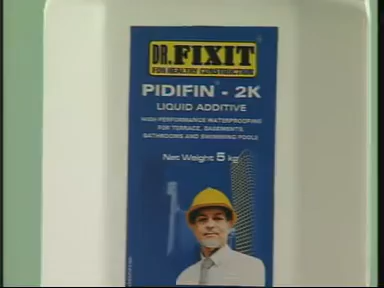 DR. FIXIT
FOR HEALTHY CONSTRUCTION
PIDIFIN - 2K
LIQUID ADDITIVE
HIGH PERFORMANCE WATERPROOFING
FOR TERRACE, BASEMENTS,
BATHROOMS AND SWIMMING POOLS
Net Weight 5 kg